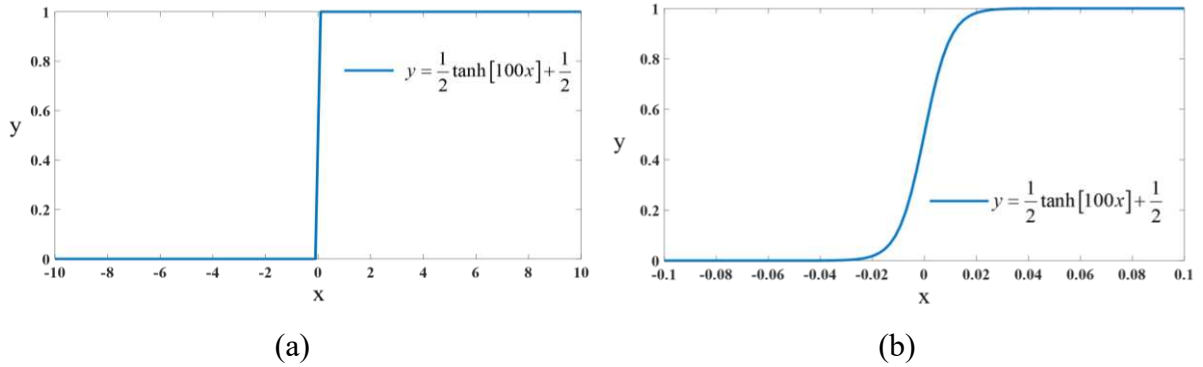 1
0.8
y = 1/2 tanh[100x] + 1/2
0.6
y
0.4
0.2
0
-10 -8 -6 -4 -2 0 2 4 6 8 10
x
(a)
1
0.8
0.6
y
0.4
y = 1/2 tanh[100x] + 1/2
0.2
0
-0.1 -0.08 -0.06 -0.04 -0.02 0 0.02 0.04 0.06 0.08 0.1
x
(b)